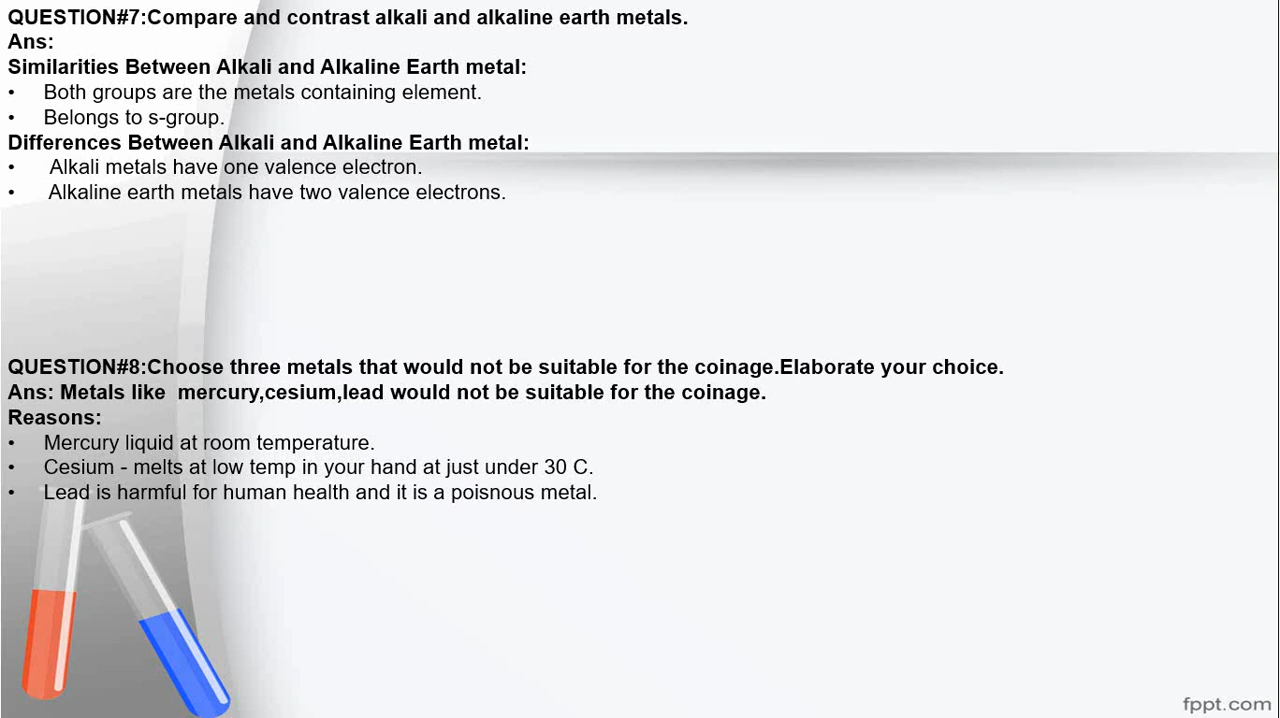 QUESTION#7:Compare and contrast alkali and alkaline earth metals.
Ans:
Similarities Between Alkali and Alkaline Earth metal:
• Both groups are the metals containing element.
• Belongs to s-group.
Differences Between Alkali and Alkaline Earth metal:
• Alkali metals have one valence electron.
• Alkaline earth metals have two valence electrons.
QUESTION#8:Choose three metals that would not be suitable for the coinage.Elaborate your choice.
Ans: Metals like  mercury,cesium,lead would not be suitable for the coinage.
Reasons:
• Mercury liquid at room temperature.
• Cesium - melts at low temp in your hand at just under 30 C.
• Lead is harmful for human health and it is a poisnous metal.
fppt.com